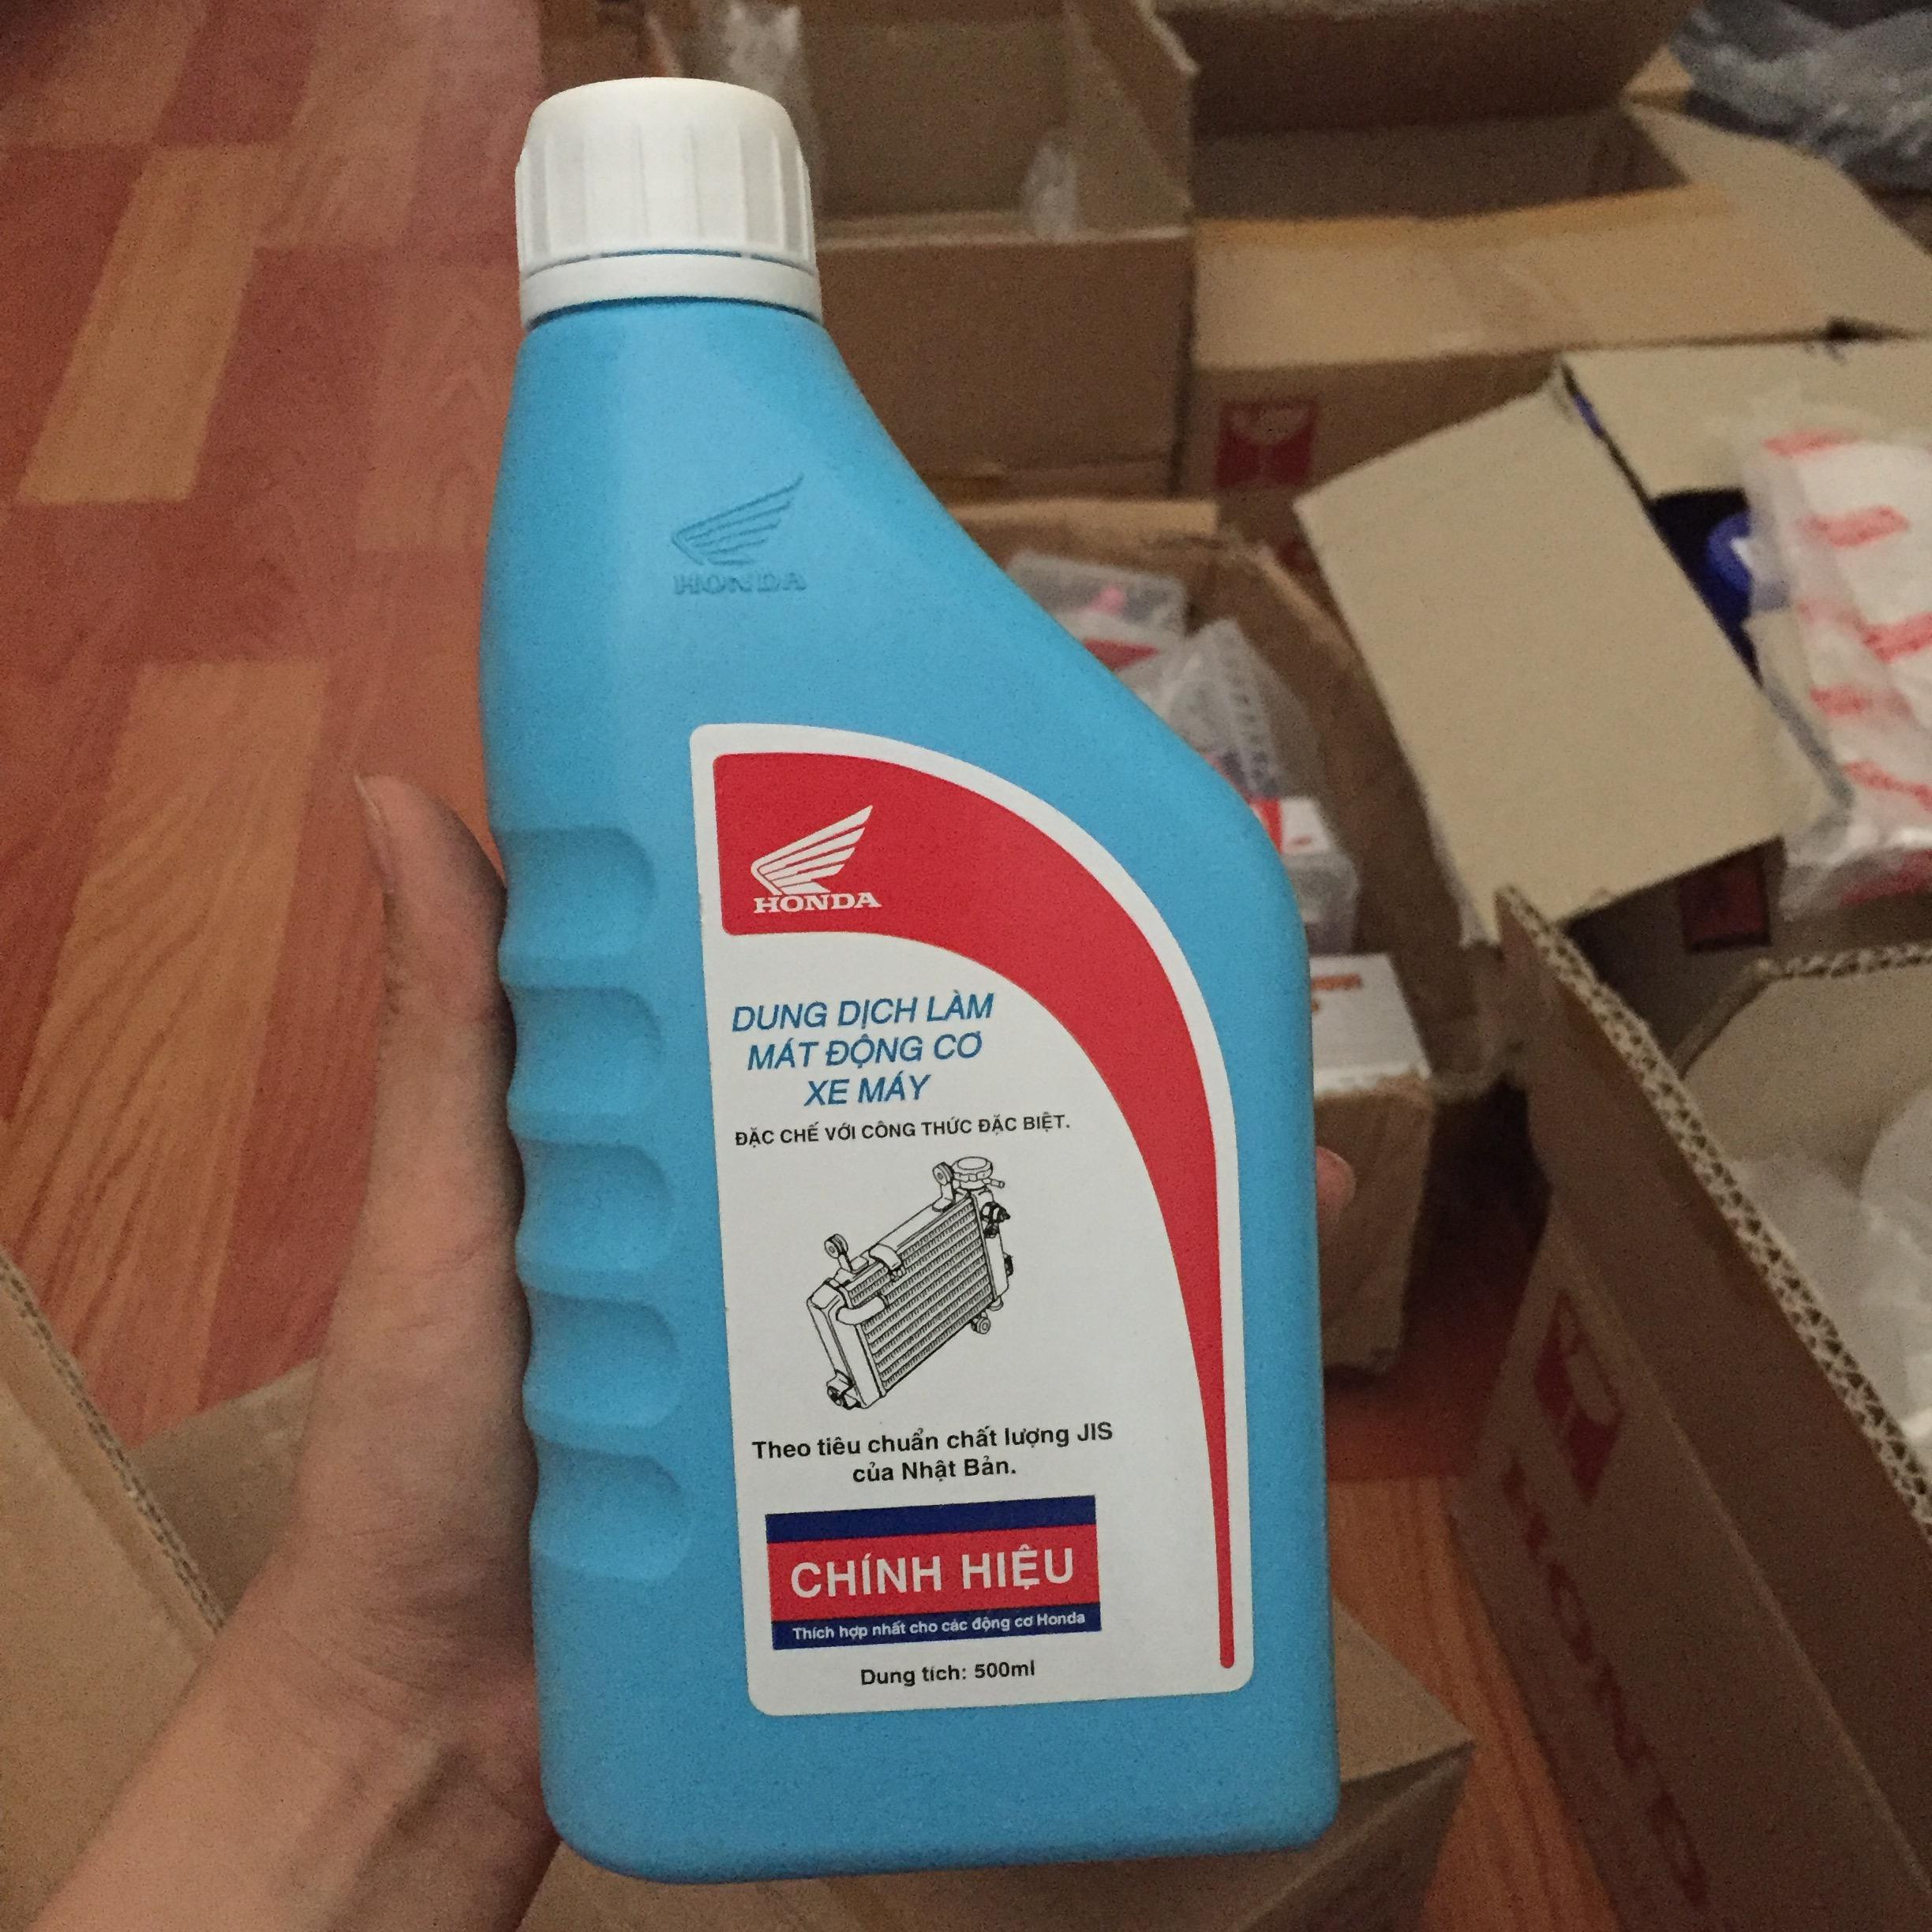 HONDA
HONDA
DUNG DỊCH LÀM
MÁT ĐỘNG CƠ
XE MÁY
ĐẶC CHẾ VỚI CÔNG THỨC ĐẶC BIỆT.
Theo tiêu chuẩn chất lượng JIS
của Nhật Bản.
CHÍNH HIỆU
Thích hợp nhất cho các động cơ Honda
Dung tích: 500ml